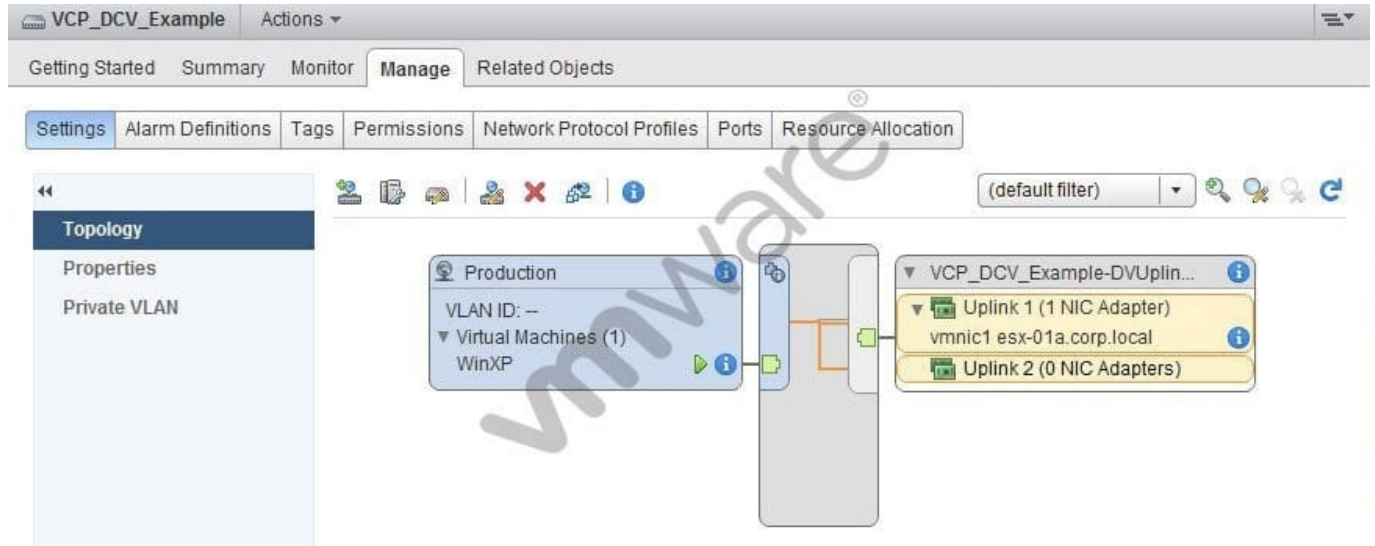 VCP_DCV_Example Actions
Getting Started Summary Monitor Manage Related Objects
Settings Alarm Definitions Tags Permissions Network Protocol Profiles Ports Resource Allocation
(default filter)
Topology
Properties
Private VLAN
Production
VLAN ID: --
Virtual Machines (1)
WinXP
VCP_DCV_Example-DVUplin...
Uplink 1 (1 NIC Adapter)
vmnic1 esx-01a.corp.local
Uplink 2 (0 NIC Adapters)
vmware®